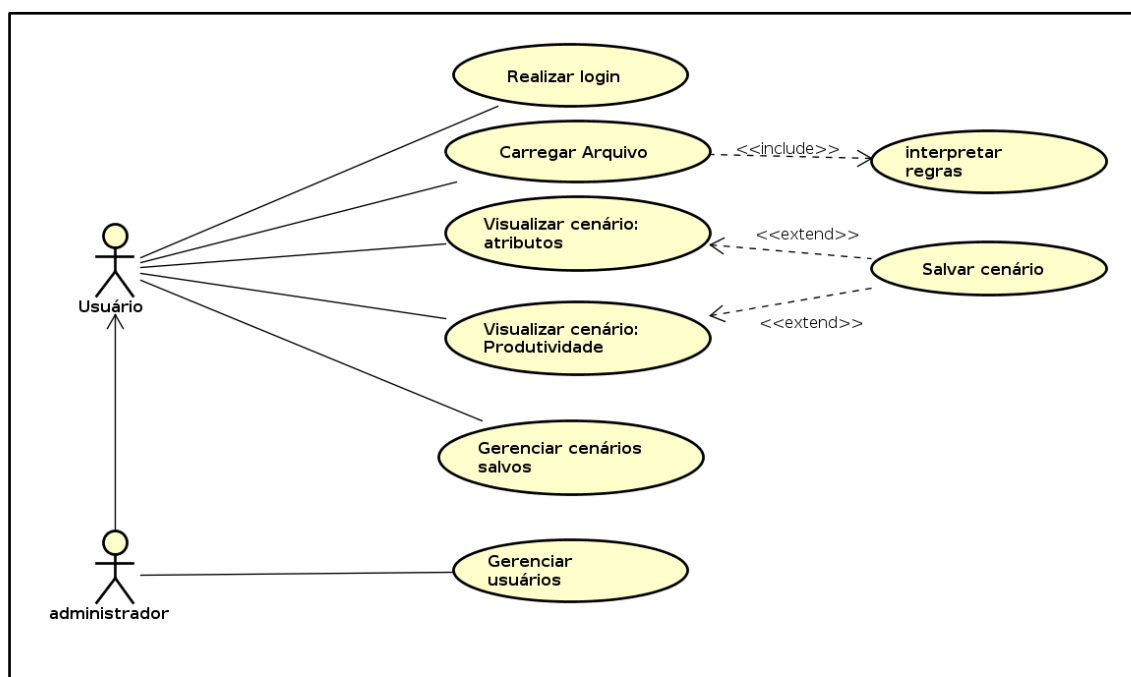 Realizar login
Carregar Arquivo
<<include>>
interpretar
regras
Visualizar cenário:
atributos
<<extend>>
Salvar cenário
<<extend>>
Visualizar cenário:
Produtividade
Usuário
Gerenciar cenários
salvos
Gerenciar
usuários
administrador